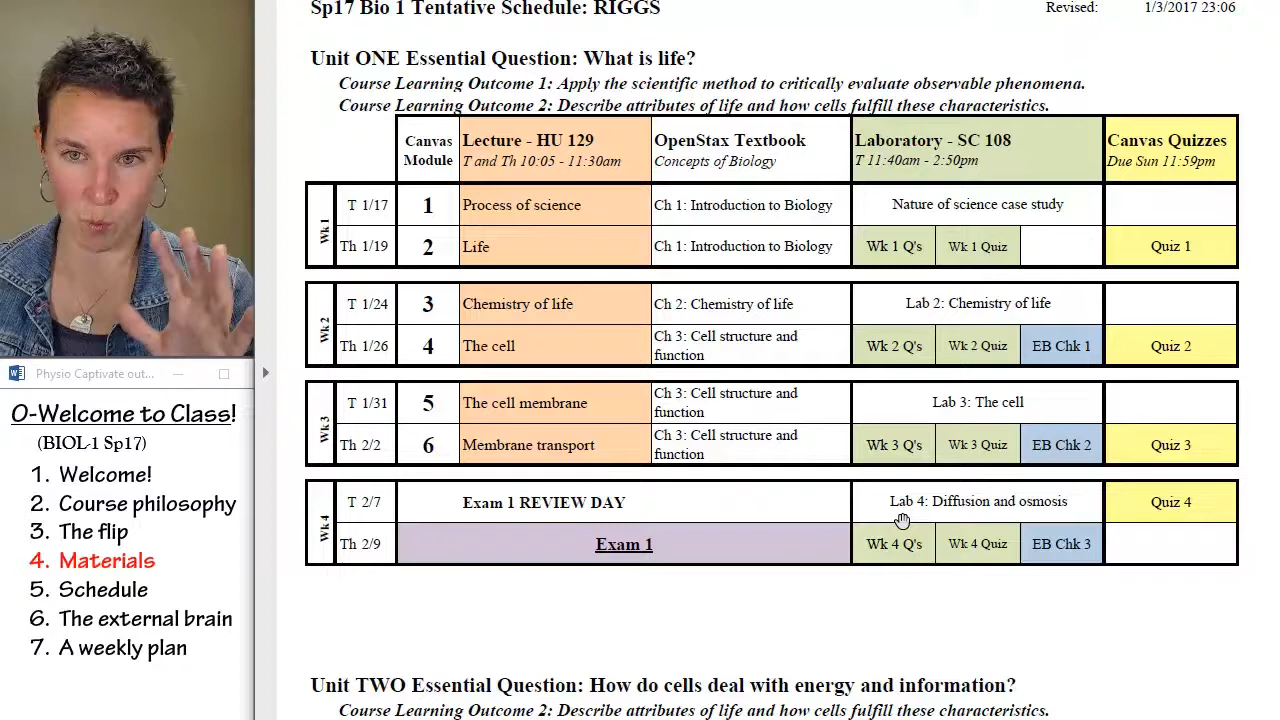 Sp17 Bio 1 Tentative Schedule: RIGGS
Revised: 1/3/2017 23:06
Unit ONE Essential Question: What is life?
Course Learning Outcome 1: Apply the scientific method to critically evaluate observable phenomena.
Course Learning Outcome 2: Describe attributes of life and how cells fulfill these characteristics.
Canvas Module
Lecture - HU 129
T and Th 10:05 - 11:30am
OpenStax Textbook
Concepts of Biology
Laboratory - SC 108
T 11:40am - 2:50pm
Canvas Quizzes
Due Sun 11:59pm
Wk 1
T 1/17 1 Process of science Ch 1: Introduction to Biology Nature of science case study
Th 1/19 2 Life Ch 1: Introduction to Biology Wk 1 Q's Wk 1 Quiz Quiz 1
Wk 2
T 1/24 3 Chemistry of life Ch 2: Chemistry of life Lab 2: Chemistry of life
Th 1/26 4 The cell Ch 3: Cell structure and function Wk 2 Q's Wk 2 Quiz EB Chk 1 Quiz 2
Wk 3
T 1/31 5 The cell membrane Ch 3: Cell structure and function Lab 3: The cell
Th 2/2 6 Membrane transport Ch 3: Cell structure and function Wk 3 Q's Wk 3 Quiz EB Chk 2 Quiz 3
Wk 4
T 2/7 Exam 1 REVIEW DAY Lab 4: Diffusion and osmosis Quiz 4
Th 2/9 Exam 1 Wk 4 Q's Wk 4 Quiz EB Chk 3
Unit TWO Essential Question: How do cells deal with energy and information?
Course Learning Outcome 2: Describe attributes of life and how cells fulfill these characteristics.
Physio Captivate out...
0-Welcome to Class!
(BIOL-1 Sp17)
1. Welcome!
2. Course philosophy
3. The flip
4. Materials
5. Schedule
6. The external brain
7. A weekly plan